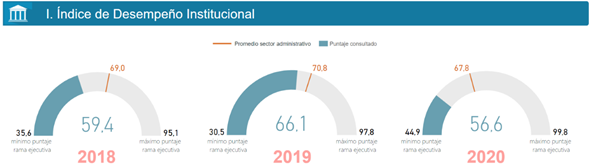 I. Índice de Desempeño Institucional
Promedio sector administrativo Puntaje consultado
69,0
59,4
35,6
mínimo puntaje
rama ejecutiva
95,1
máximo puntaje
rama ejecutiva
2018
70,8
66,1
30,5
mínimo puntaje
rama ejecutiva
97,8
máximo puntaje
rama ejecutiva
2019
67,8
56,6
44,9
mínimo puntaje
rama ejecutiva
99,8
máximo puntaje
rama ejecutiva
2020